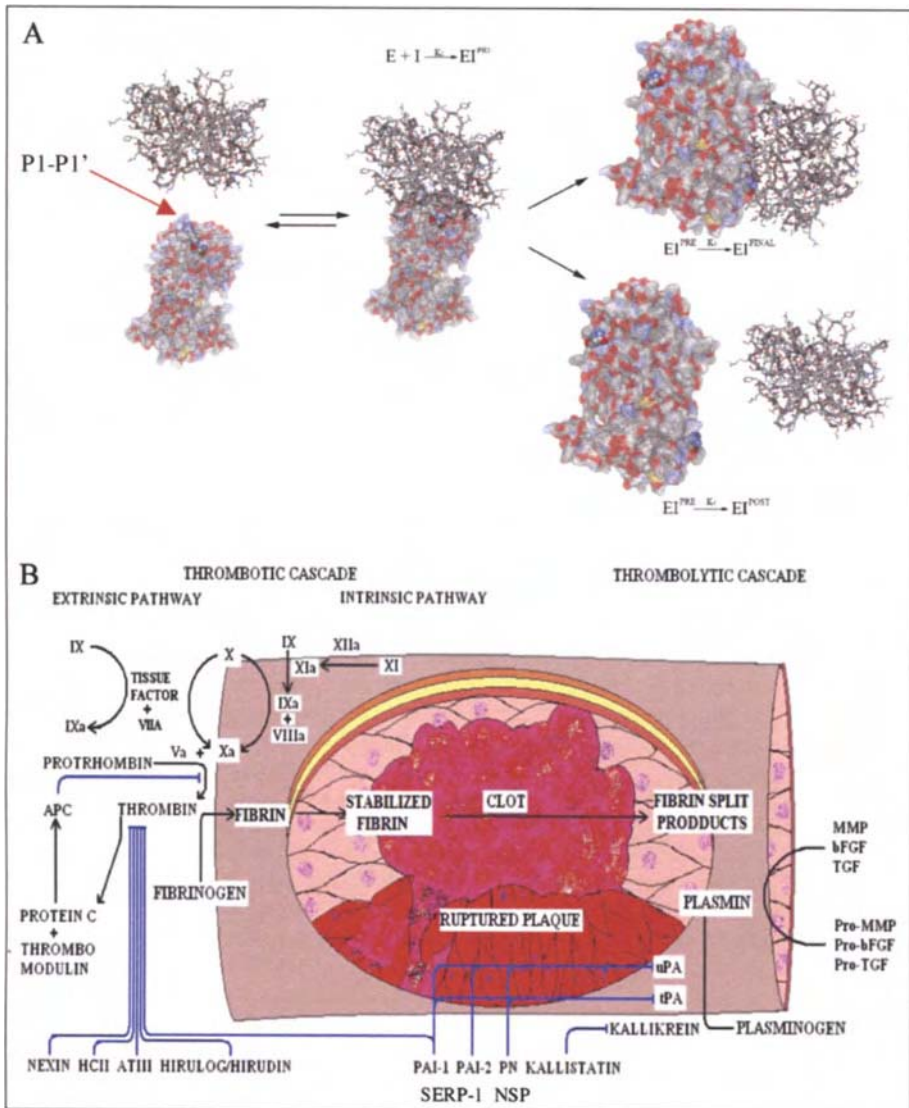 A
E + I → EI^PRE
P1-P1'
EI^PRE → EI^FINAL
EI^PRE → EI^POST
B
THROMBOTIC CASCADE
THROMBOLYTIC CASCADE
EXTRINSIC PATHWAY
INTRINSIC PATHWAY
IX
TISSUE
FACTOR
+
VIIA
IXa
X
Xa
Va +
IX
XIIa
XIa
XI
IXa
+
VIIIa
PROTRHOMBIN
APC
THROMBIN
FIBRIN
STABILIZED
FIBRIN
CLOT
FIBRIN SPLIT
PRODDUCTS
FIBRINOGEN
PROTEIN C
+
THROMBO
MODULIN
RUPTURED PLAQUE
PLASMIN
MMP
bFGF
TGF
Pro-MMP
Pro-bFGF
Pro-TGF
uPA
tPA
KALLIKREIN
PLASMINOGEN
NEXIN HCII ATIII HIRULOG/HIRUDIN
PAI-1 PAI-2 PN KALLISTATIN
SERP-1 NSP